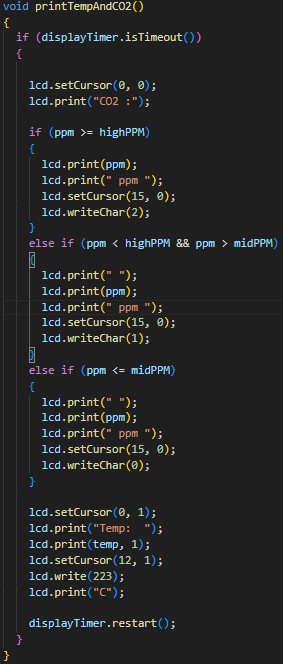 void printTempAndCO2()
{
  if (displayTimer.isTimeout())
  {

    lcd.setCursor(0, 0);
    lcd.print("CO2 :");

    if (ppm >= highPPM)
    {
      lcd.print(ppm);
      lcd.print(" ppm ");
      lcd.setCursor(15, 0);
      lcd.writeChar(2);
    }
    else if (ppm < highPPM && ppm > midPPM)
    {
      lcd.print(" ");
      lcd.print(ppm);
      lcd.print(" ppm ");
      lcd.setCursor(15, 0);
      lcd.writeChar(1);
    }
    else if (ppm <= midPPM)
    {
      lcd.print(" ");
      lcd.print(ppm);
      lcd.print(" ppm ");
      lcd.setCursor(15, 0);
      lcd.writeChar(0);
    }

    lcd.setCursor(0, 1);
    lcd.print("Temp:  ");
    lcd.print(temp, 1);
    lcd.setCursor(12, 1);
    lcd.write(223);
    lcd.print("C");

    displayTimer.restart();
  }
}